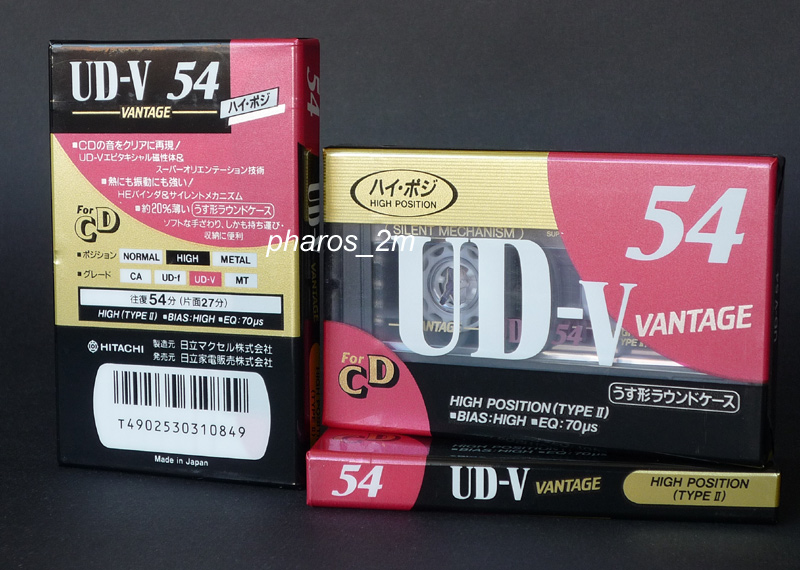 UD-V 54
VANTAGE
ハイ・ポジ
54
UD
■CDの音をクリアに再現!
UD-Vエピタキシャル磁性体&
スーパーオリエンテーション技術
■熱にも振動にも強い!
HEバインダ&サイレントメカニズム
■約20%薄い うす形ラウンドケース
ソフトな手ざわり、しかも持ち運び・
収納に便利
For CD
■ポジション NORMAL HIGH METAL
■グレード CA UD-f UD-V MT
往復54分(片面27分)
HIGH(TYPE II) ■BIAS:HIGH ■EQ:70μs
HITACHI 製造元 日立マクセル株式会社
発売元 日立家電販売株式会社
T4902530310849
Made in Japan
pharos_2m
ハイ・ポジ
HIGH POSITION
54
SILENT MECHANISM
UD-V VANTAGE
VANTAGE
54
For CD
HIGH POSITION(TYPE II)
■BIAS:HIGH ■EQ:70μs
うす形ラウンドケース
■BIAS:HIGH ■EQ:70μs
54 UD-V VANTAGE HIGH POSITION
(TYPE II)